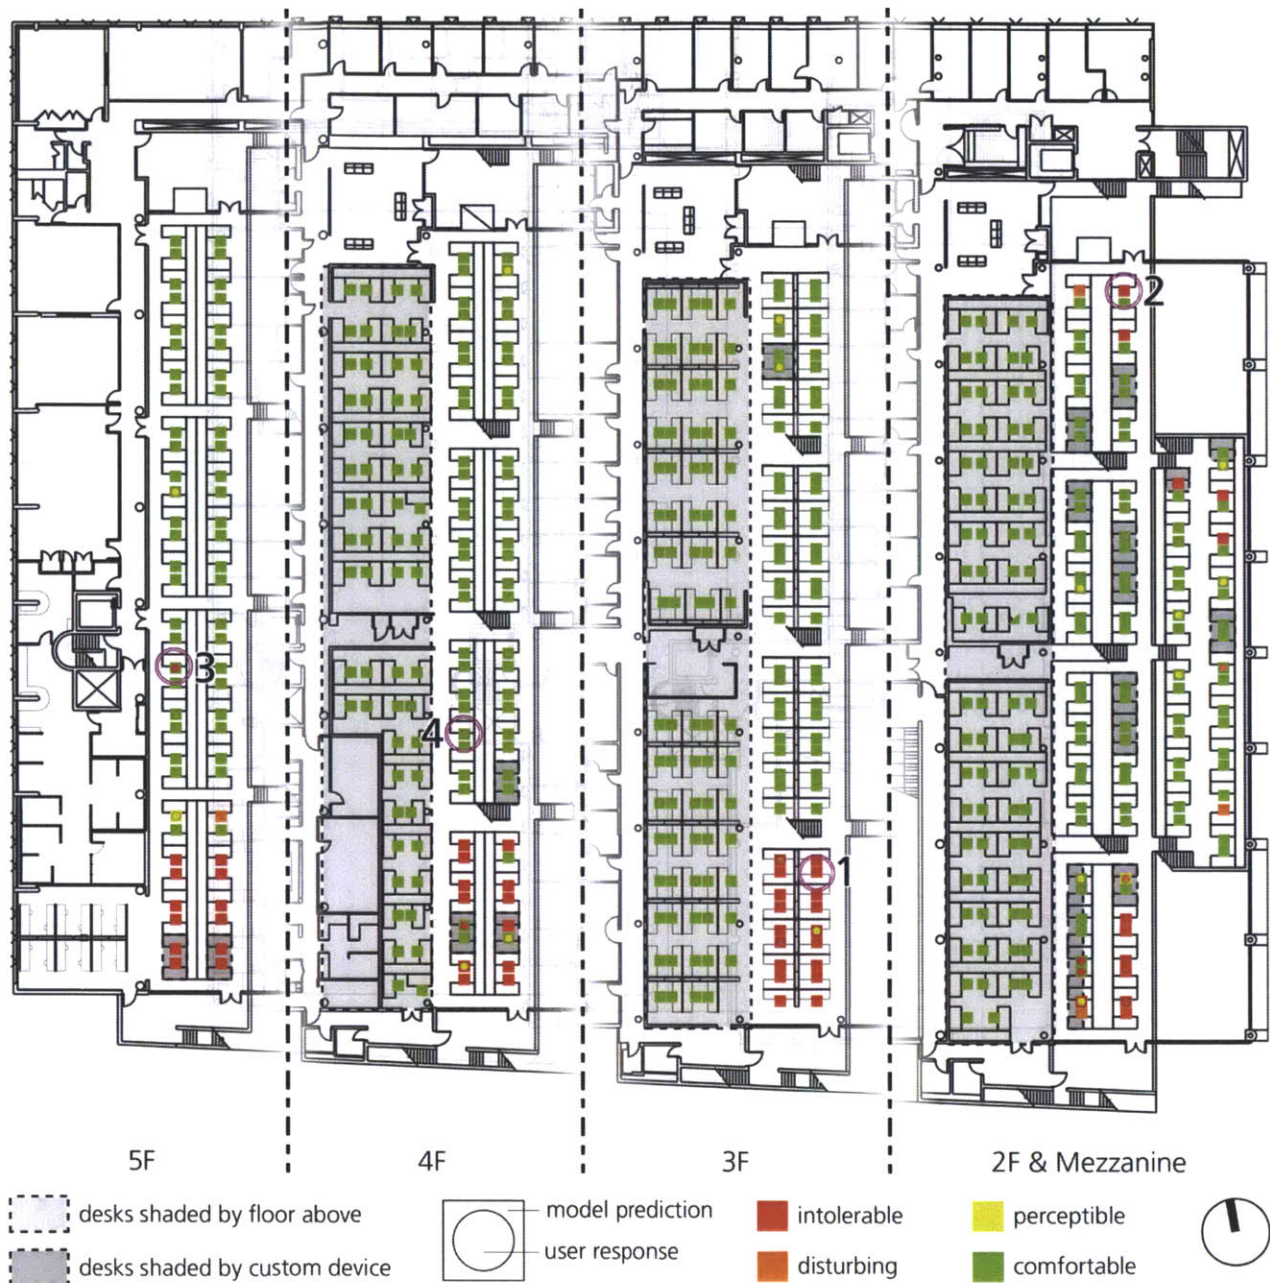 2
3
4
1
5F 4F 3F 2F & Mezzanine
desks shaded by floor above
desks shaded by custom device
model prediction
user response
intolerable
disturbing
perceptible
comfortable